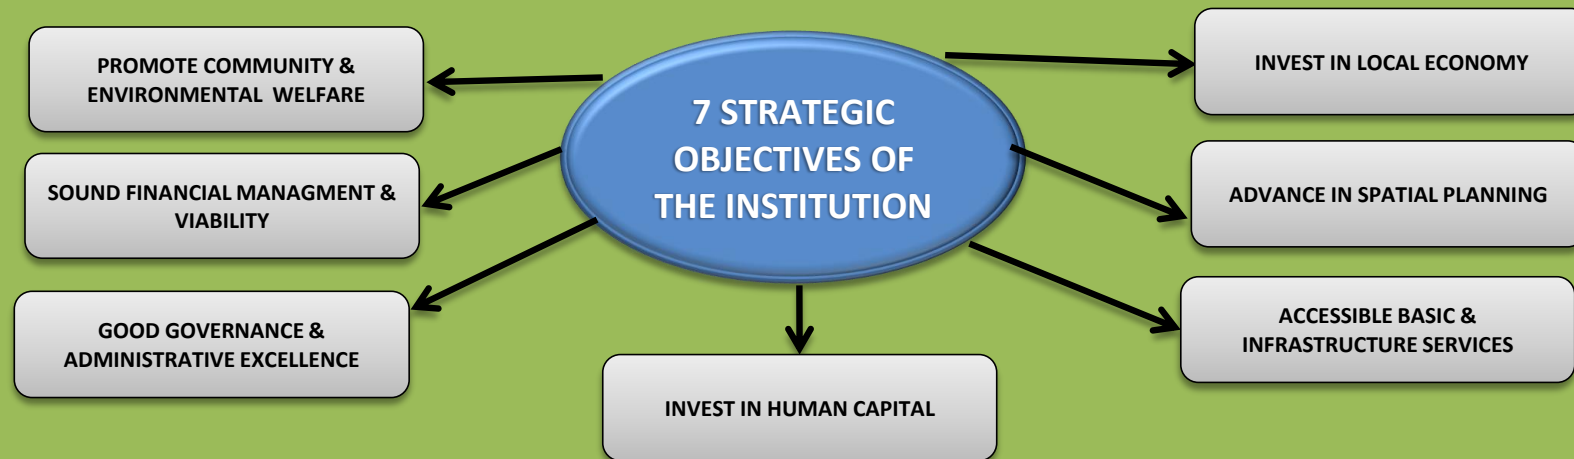 7 STRATEGIC
OBJECTIVES OF
THE INSTITUTION
PROMOTE COMMUNITY &
ENVIRONMENTAL WELFARE
SOUND FINANCIAL MANAGMENT &
VIABILITY
GOOD GOVERNANCE &
ADMINISTRATIVE EXCELLENCE
INVEST IN HUMAN CAPITAL
INVEST IN LOCAL ECONOMY
ADVANCE IN SPATIAL PLANNING
ACCESSIBLE BASIC &
INFRASTRUCTURE SERVICES